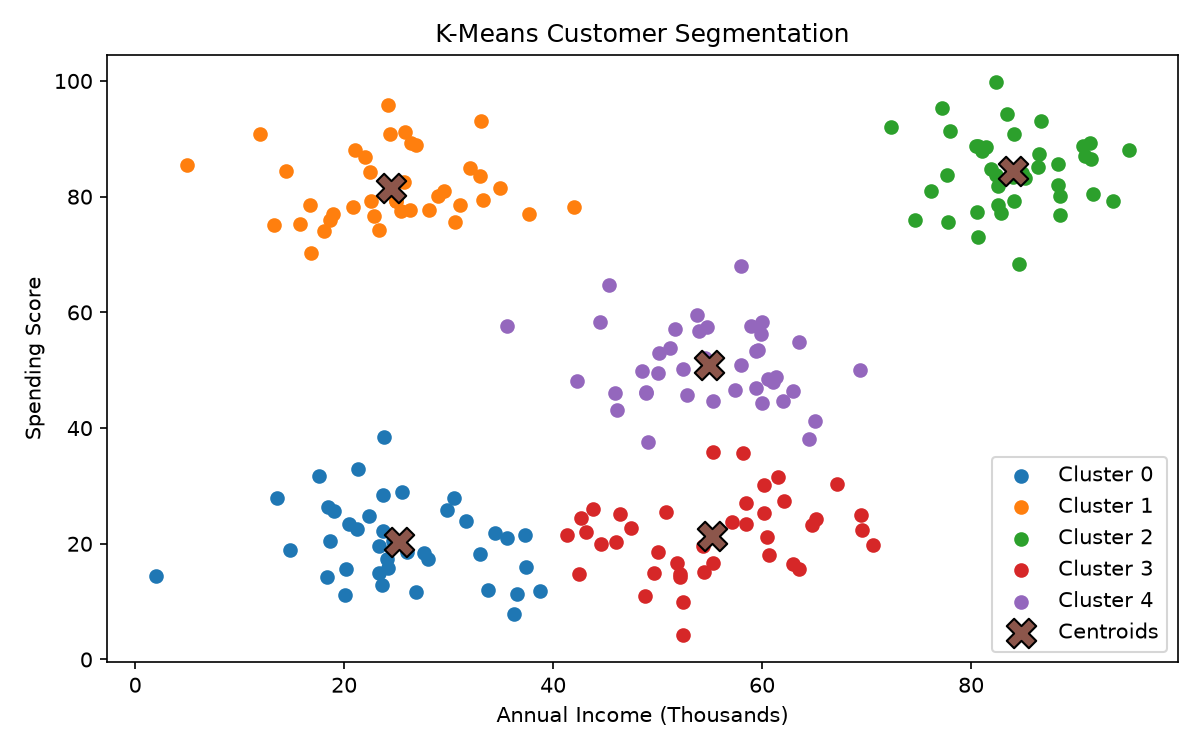 K-Means Customer Segmentation
100
80
60
40
20
0
Spending Score
Cluster 0
Cluster 1
Cluster 2
Cluster 3
Cluster 4
Centroids
0 20 40 60 80
Annual Income (Thousands)